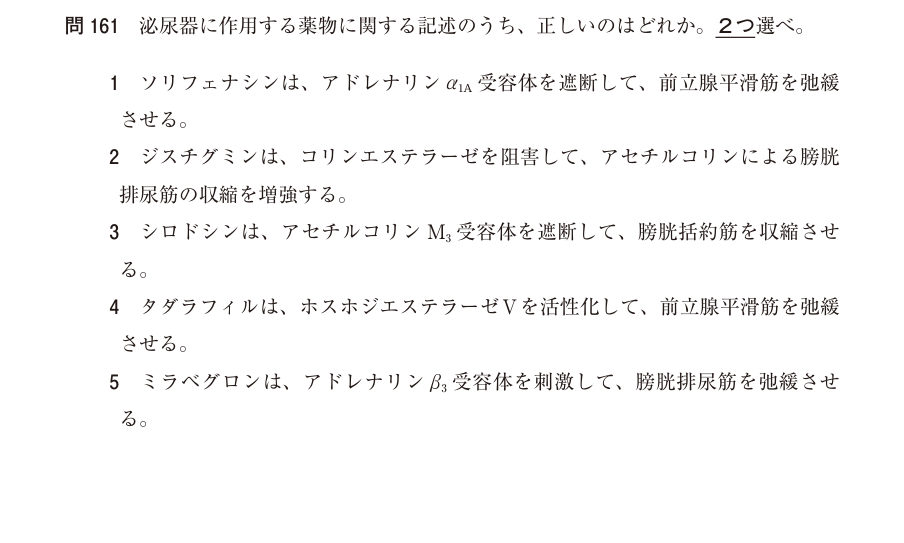 問 161　泌尿器に作用する薬物に関する記述のうち、正しいのはどれか。２つ選べ。
1　ソリフェナシンは、アドレナリン α1A 受容体を遮断して、前立腺平滑筋を弛緩
させる。
2　ジスチグミンは、コリンエステラーゼを阻害して、アセチルコリンによる膀胱
排尿筋の収縮を増強する。
3　シロドシンは、アセチルコリン M3 受容体を遮断して、膀胱括約筋を収縮させ
る。
4　タダラフィルは、ホスホジエステラーゼⅤを活性化して、前立腺平滑筋を弛緩
させる。
5　ミラベグロンは、アドレナリン β3 受容体を刺激して、膀胱排尿筋を弛緩させ
る。